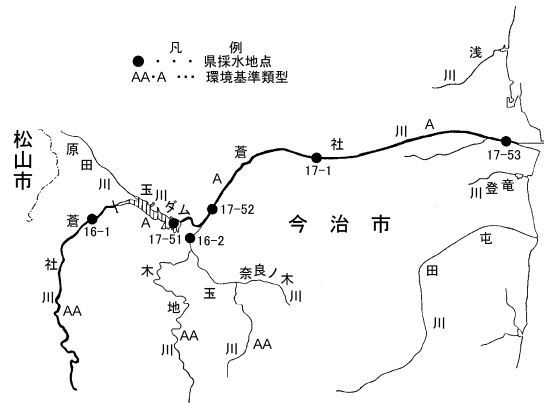 凡 例
● · · · 県採水地点
AA·A ··· 環境基準類型
松山市
原田川
玉川ダム
A
蒼社川
A
A
浅川
17-53
17-1
17-52
17-51
16-2
16-1
今治市
竜登川
蒼社川
AA
木地川
AA
玉川
AA
奈良ノ木川
屯田川